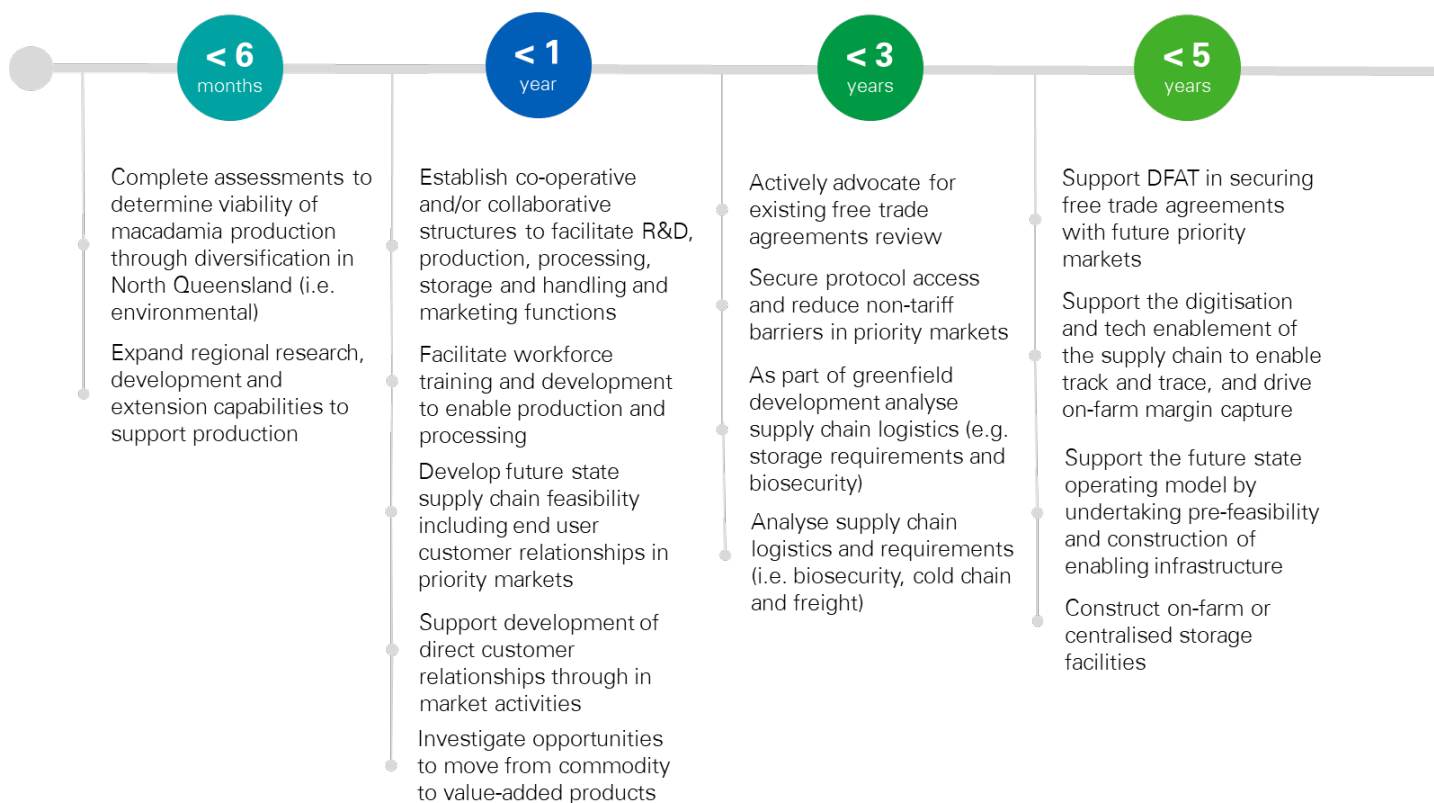 < 6
months
< 1
year
< 3
years
< 5
years
Complete assessments to
determine viability of
macadamia production
through diversification in
North Queensland (i.e.
environmental)
Expand regional research,
development and
extension capabilities to
support production
Establish co-operative
and/or collaborative
structures to facilitate R&D,
production, processing,
storage and handling and
marketing functions
Facilitate workforce
training and development
to enable production and
processing
Develop future state
supply chain feasibility
including end user
customer relationships in
priority markets
Support development of
direct customer
relationships through in
market activities
Investigate opportunities
to move from commodity
to value-added products
Actively advocate for
existing free trade
agreements review
Secure protocol access
and reduce non-tariff
barriers in priority markets
As part of greenfield
development analyse
supply chain logistics (e.g.
storage requirements and
biosecurity)
Analyse supply chain
logistics and requirements
(i.e. biosecurity, cold chain
and freight)
Support DFAT in securing
free trade agreements
with future priority
markets
Support the digitisation
and tech enablement of
the supply chain to enable
track and trace, and drive
on-farm margin capture
Support the future state
operating model by
undertaking pre-feasibility
and construction of
enabling infrastructure
Construct on-farm or
centralised storage
facilities